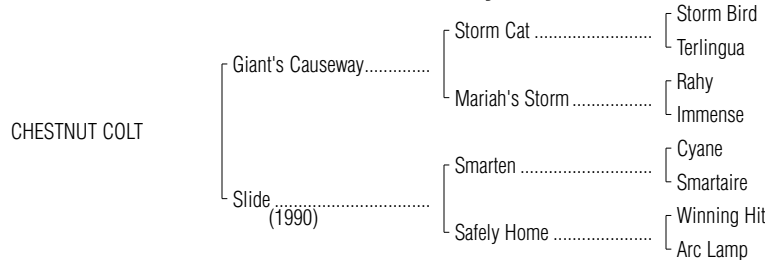 Storm Bird
Storm Cat ..............................
Terlingua
Giant's Causeway..............
Rahy
Mariah's Storm ....................
Immense
CHESTNUT COLT
Cyane
Smarten .................................
Smartaire
Slide .......................................
(1990)
Winning Hit
Safely Home .........................
Arc Lamp